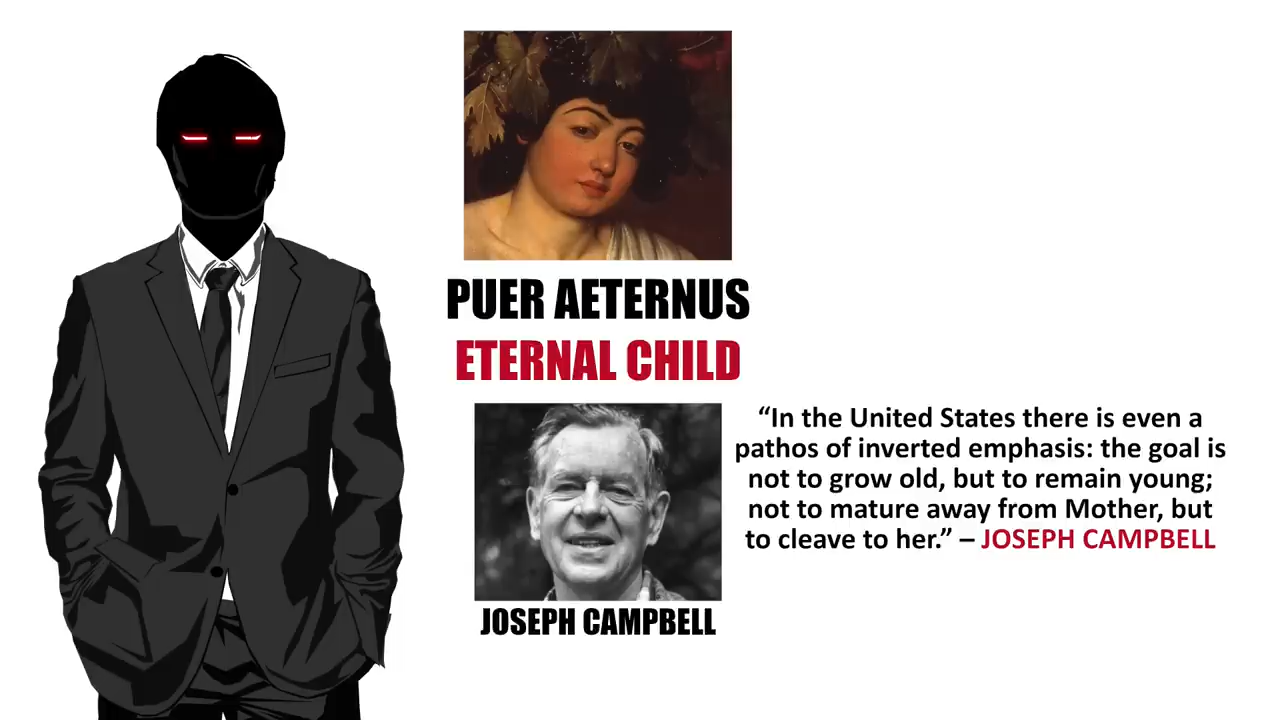 PUER AETERNUS
ETERNAL CHILD
“In the United States there is even a
pathos of inverted emphasis: the goal is
not to grow old, but to remain young;
not to mature away from Mother, but
to cleave to her.” – JOSEPH CAMPBELL
JOSEPH CAMPBELL